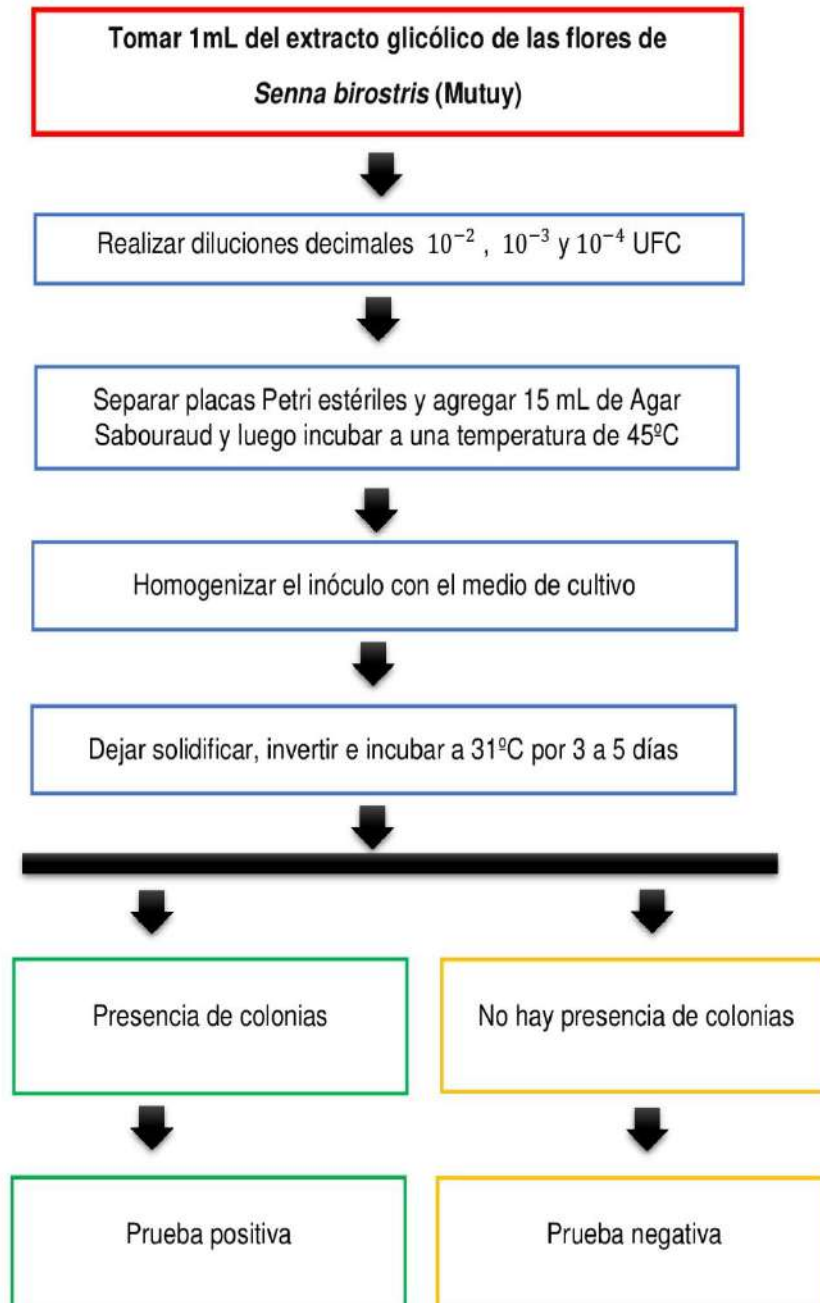 Tomar 1mL del extracto glicólico de las flores de
Senna birostris (Mutuy)
Realizar diluciones decimales 10⁻² , 10⁻³ y 10⁻⁴ UFC
Separar placas Petri estériles y agregar 15 mL de Agar
Sabouraud y luego incubar a una temperatura de 45ºC
Homogenizar el inóculo con el medio de cultivo
Dejar solidificar, invertir e incubar a 31ºC por 3 a 5 días
Presencia de colonias
No hay presencia de colonias
Prueba positiva
Prueba negativa